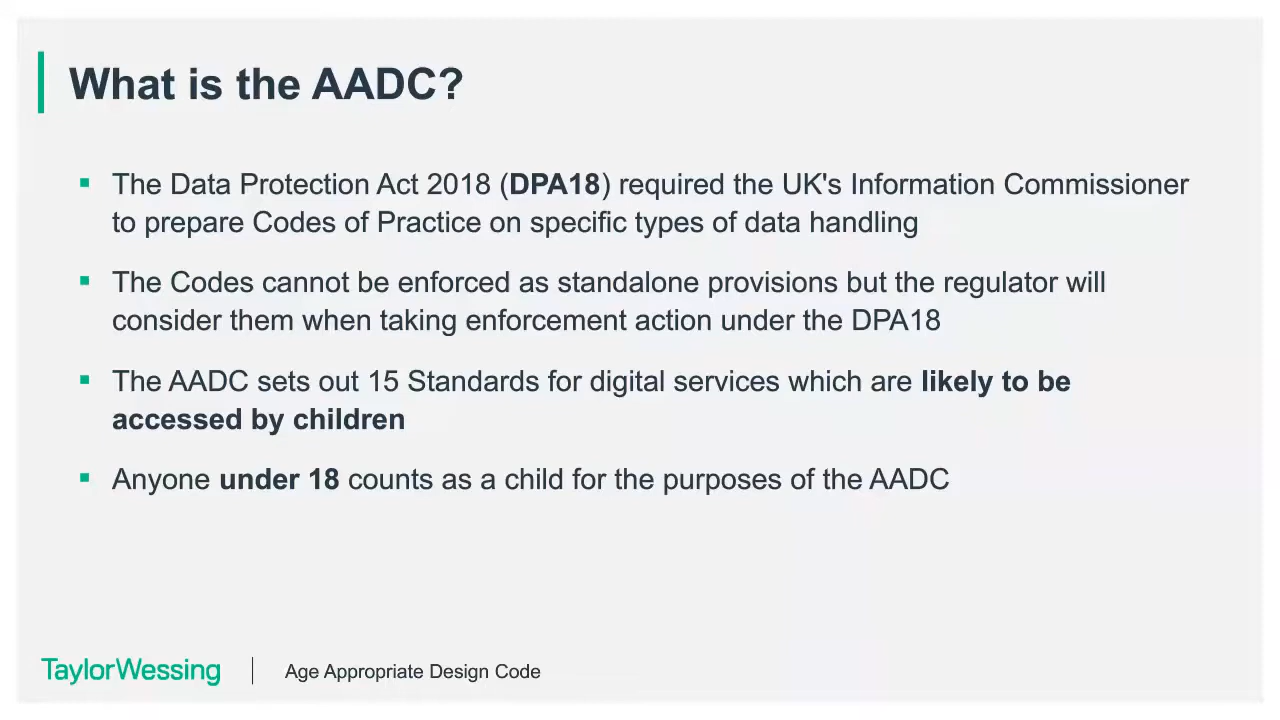 What is the AADC?
▪ The Data Protection Act 2018 (DPA18) required the UK's Information Commissioner
to prepare Codes of Practice on specific types of data handling
▪ The Codes cannot be enforced as standalone provisions but the regulator will
consider them when taking enforcement action under the DPA18
▪ The AADC sets out 15 Standards for digital services which are likely to be
accessed by children
▪ Anyone under 18 counts as a child for the purposes of the AADC
TaylorWessing | Age Appropriate Design Code